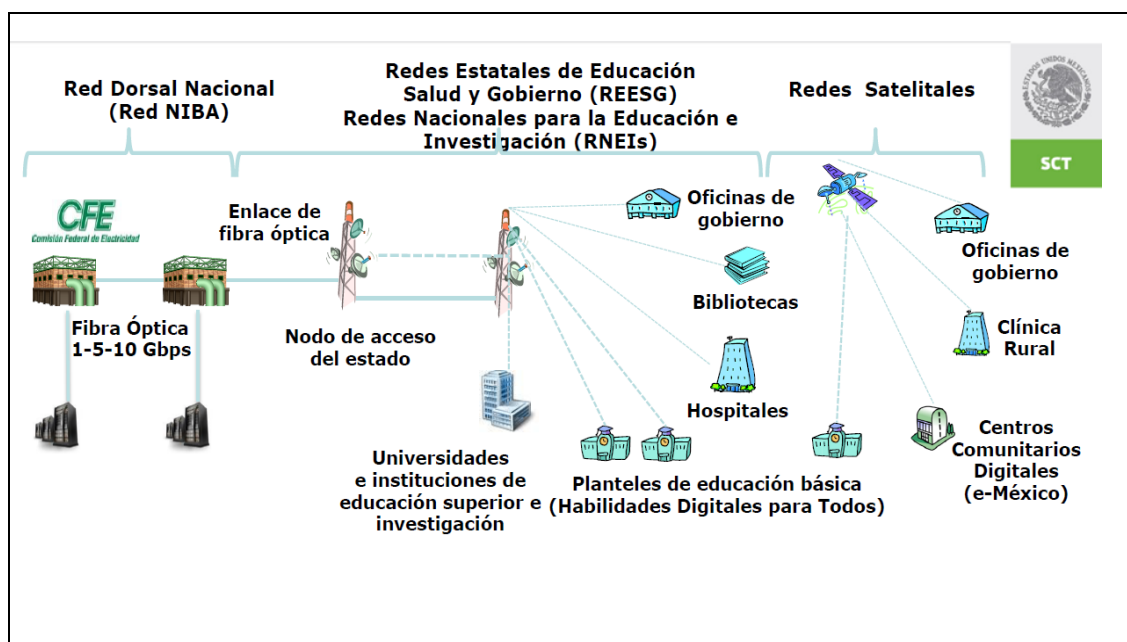 Red Dorsal Nacional
(Red NIBA)
Redes Estatales de Educación
Salud y Gobierno (REESG)
Redes Nacionales para la Educación e
Investigación (RNEIs)
Redes Satelitales
ESTADOS UNIDOS MEXICANOS
SCT
CFE
Comisión Federal de Electricidad
Enlace de
fibra óptica
Oficinas de
gobierno
Oficinas de
gobierno
Bibliotecas
Fibra Óptica
1-5-10 Gbps
Nodo de acceso
del estado
Clínica
Rural
Hospitales
Centros
Comunitarios
Digitales
(e-México)
Universidades
e instituciones de
educación superior e
investigación
Planteles de educación básica
(Habilidades Digitales para Todos)